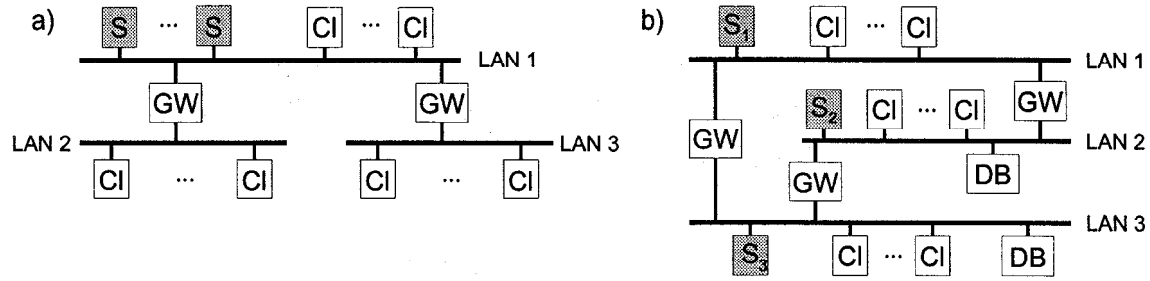 a)
S ... S Cl ... Cl
LAN 1
GW GW
LAN 2 LAN 3
Cl ... Cl Cl ... Cl
b)
S1 Cl ... Cl
LAN 1
GW
S2 Cl ... Cl
GW
LAN 2
DB
GW
LAN 3
S3 Cl ... Cl DB